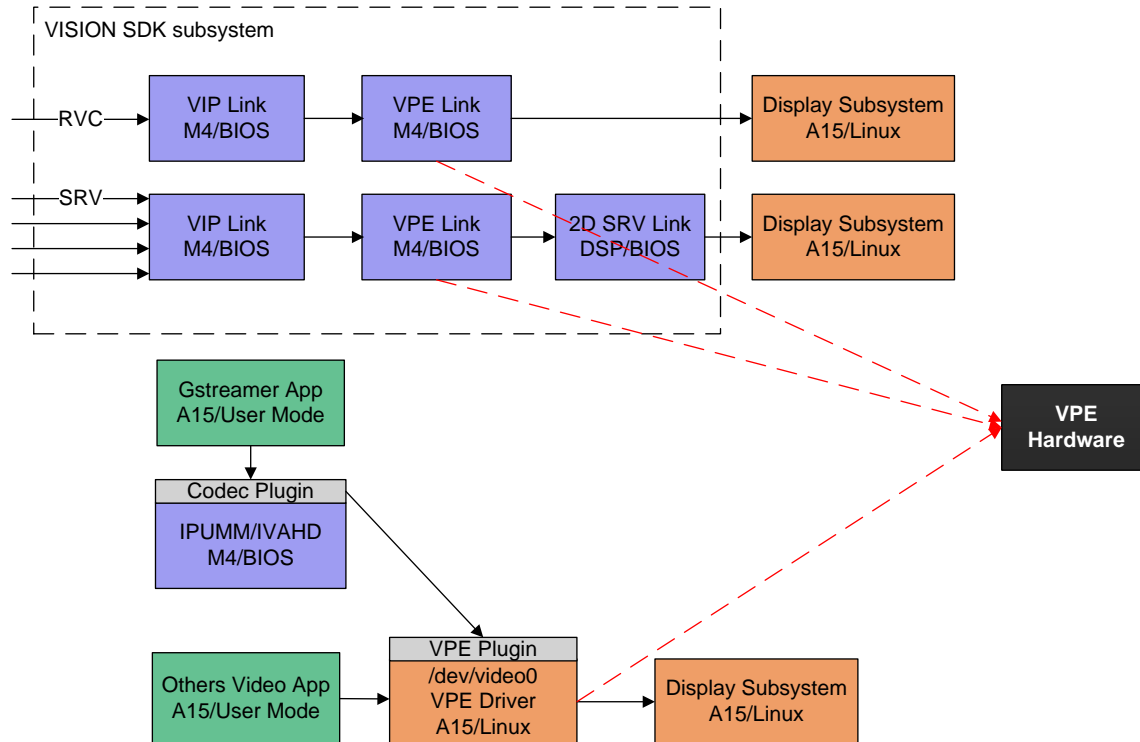 VISION SDK subsystem
RVC
VIP Link
M4/BIOS
VPE Link
M4/BIOS
Display Subsystem
A15/Linux
SRV
VIP Link
M4/BIOS
VPE Link
M4/BIOS
2D SRV Link
DSP/BIOS
Display Subsystem
A15/Linux
Gstreamer App
A15/User Mode
VPE
Hardware
Codec Plugin
IPUMM/IVAHD
M4/BIOS
Others Video App
A15/User Mode
VPE Plugin
/dev/video0
VPE Driver
A15/Linux
Display Subsystem
A15/Linux